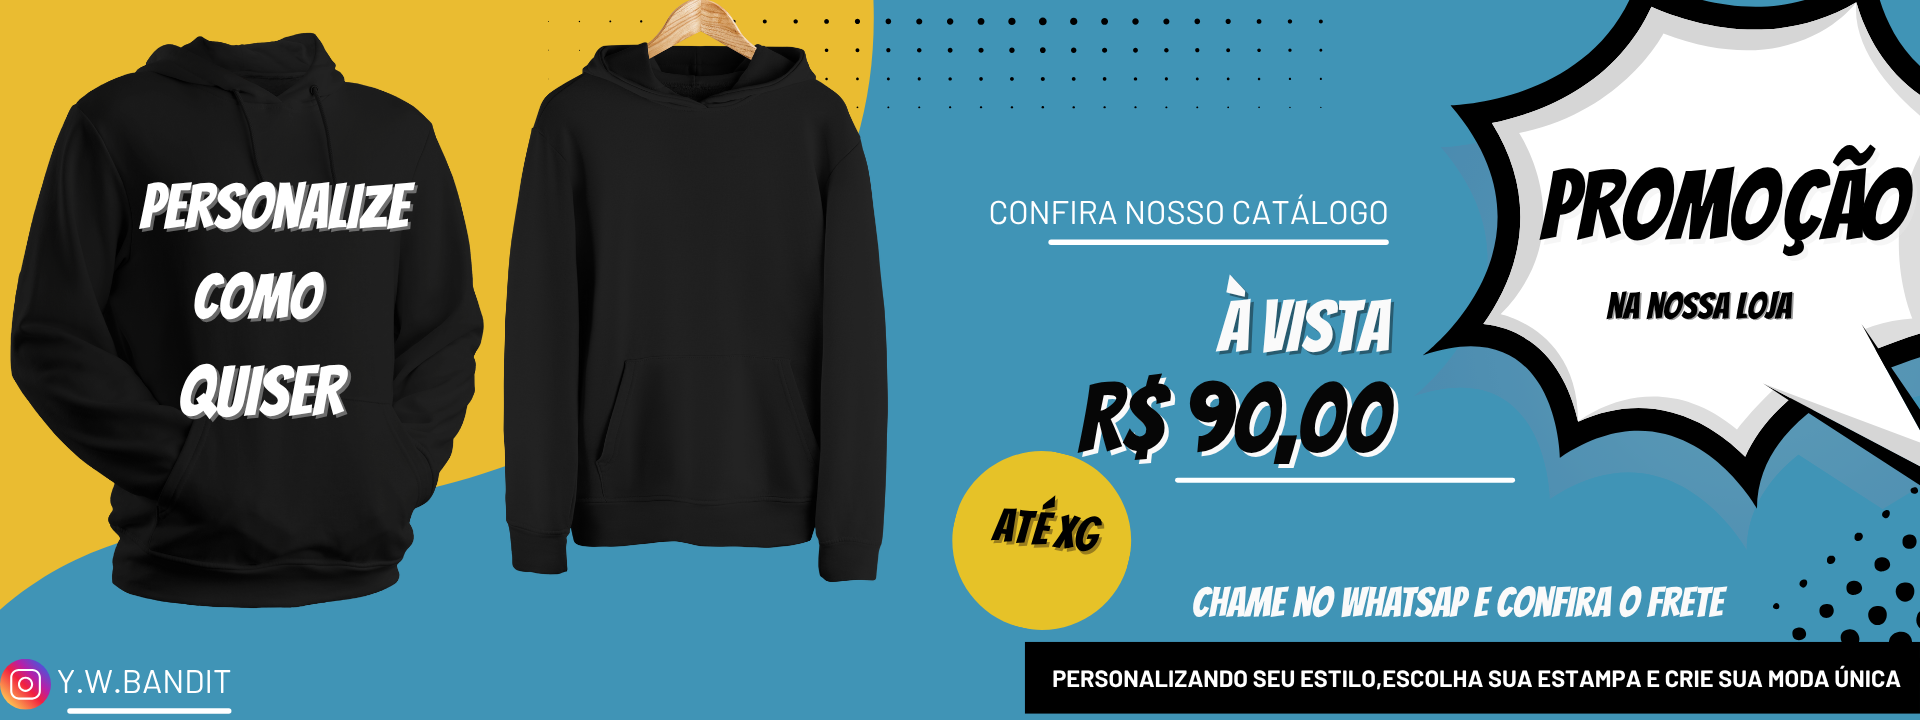 PERSONALIZE
COMO
QUISER
CONFIRA NOSSO CATÁLOGO
À VISTA
R$ 90,00
ATÉ XG
PROMOÇÃO
NA NOSSA LOJA
CHAME NO WHATSAP E CONFIRA O FRETE
PERSONALIZANDO SEU ESTILO,ESCOLHA SUA ESTAMPA E CRIE SUA MODA ÚNICA
Y.W.BANDIT